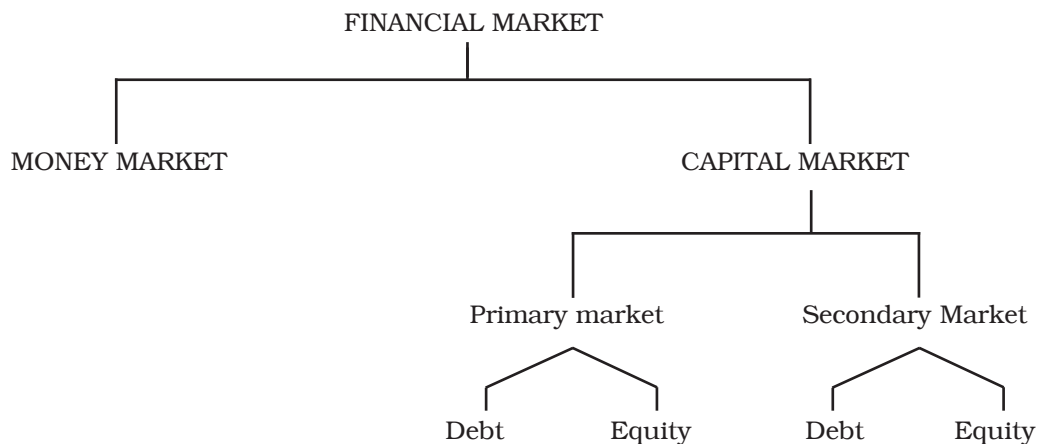 FINANCIAL MARKET
MONEY MARKET
CAPITAL MARKET
Primary market
Secondary Market
Debt
Equity
Debt
Equity